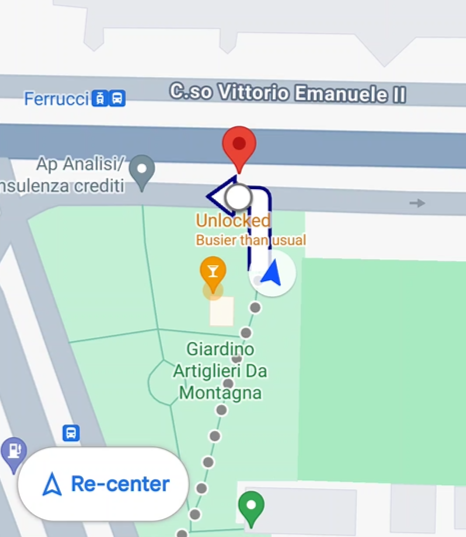 C.so Vittorio Emanuele II
Ferrucci
Ap Analisi/
nsulenza crediti
Unlocked
Busier than usual
Giardino
Artiglieri Da
Montagna
Re-center